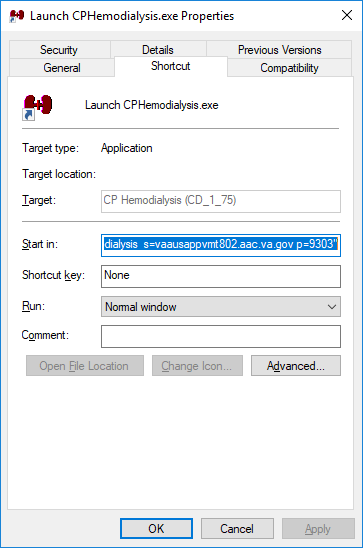 Launch CPHemodialysis.exe Properties
Security Details Previous Versions
General Shortcut Compatibility
Launch CPHemodialysis.exe
Target type: Application
Target location:
Target: CP Hemodialysis (CD_1_75)
Start in: dialysis s=vaausappvmt802.aac.va.gov p=9303"
Shortcut key: None
Run: Normal window
Comment:
Open File Location Change Icon... Advanced...
OK Cancel Apply